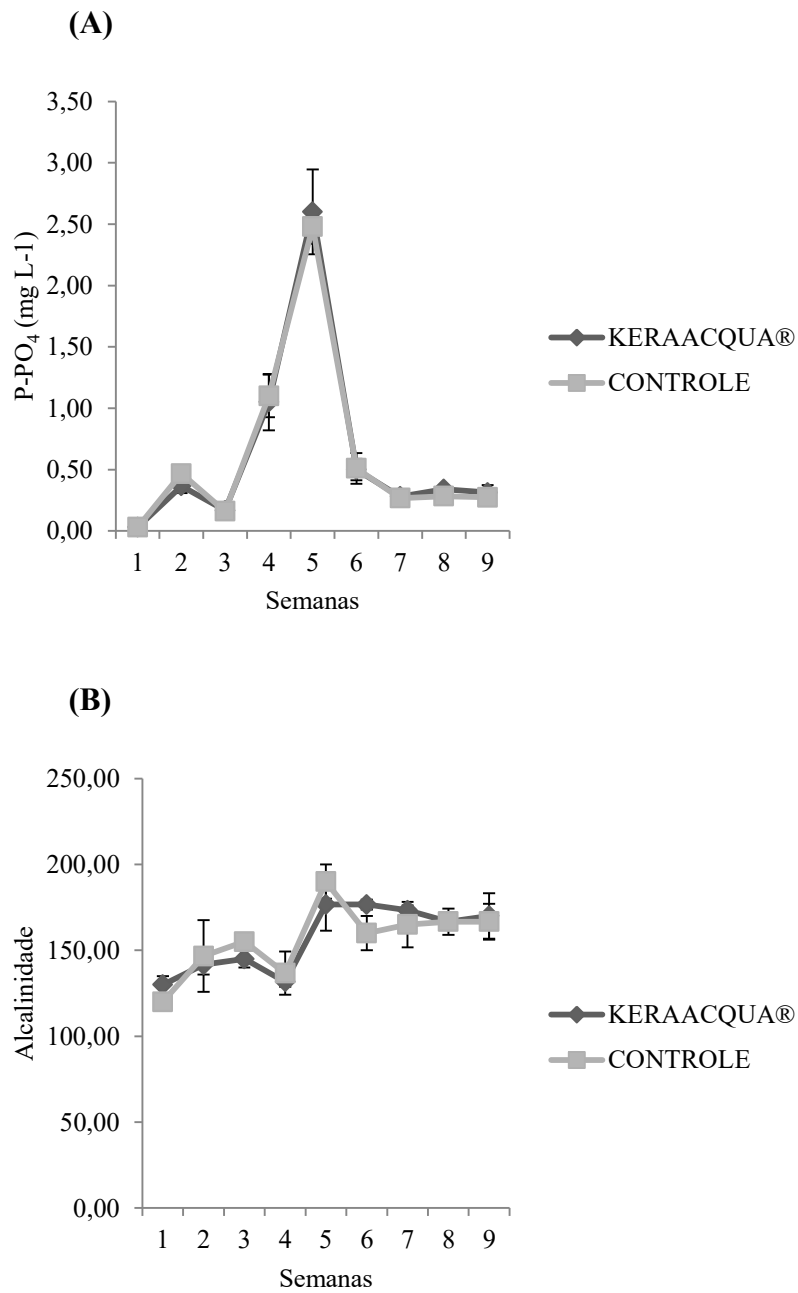 (A)
3,50
3,00
2,50
2,00
1,50
1,00
0,50
0,00
P-PO₄ (mg L-1)
1 2 3 4 5 6 7 8 9
Semanas
KERAACQUA®
CONTROLE
(B)
250,00
200,00
150,00
100,00
50,00
0,00
Alcalinidade
1 2 3 4 5 6 7 8 9
Semanas
KERAACQUA®
CONTROLE